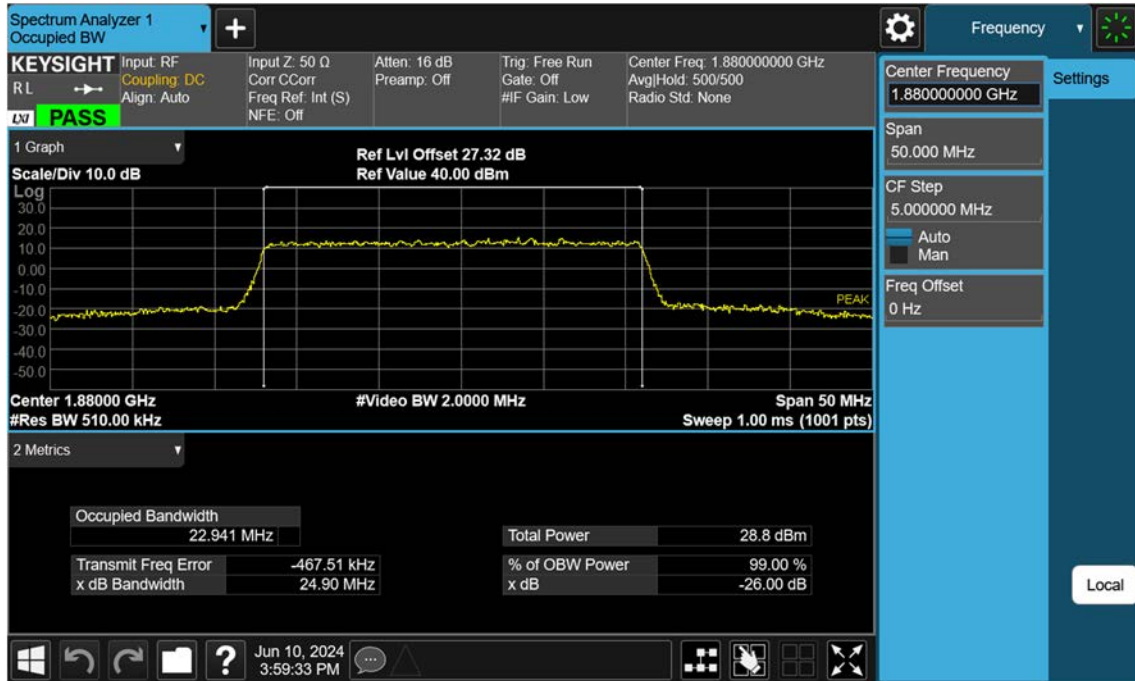 Spectrum Analyzer 1
Occupied BW
+
Frequency
KEYSIGHT
RL
LXI PASS
Input: RF
Coupling: DC
Align: Auto
Input Z: 50 Ω
Corr CCorr
Freq Ref: Int (S)
NFE: Off
Atten: 16 dB
Preamp: Off
Trig: Free Run
Gate: Off
#IF Gain: Low
Center Freq: 1.880000000 GHz
Avg|Hold: 500/500
Radio Std: None
Center Frequency
1.880000000 GHz
Settings
Span
50.000 MHz
CF Step
5.000000 MHz
Auto
Man
Freq Offset
0 Hz
Local
1 Graph
Scale/Div 10.0 dB
Ref Lvl Offset 27.32 dB
Ref Value 40.00 dBm
Log
30.0
20.0
10.0
0.00
-10.0
-20.0
-30.0
-40.0
-50.0
PEAK
Center 1.88000 GHz
#Video BW 2.0000 MHz
Span 50 MHz
#Res BW 510.00 kHz
Sweep 1.00 ms (1001 pts)
2 Metrics
Occupied Bandwidth
22.941 MHz
Total Power 28.8 dBm
Transmit Freq Error -467.51 kHz
% of OBW Power 99.00 %
x dB Bandwidth 24.90 MHz
x dB -26.00 dB
?
Jun 10, 2024
3:59:33 PM